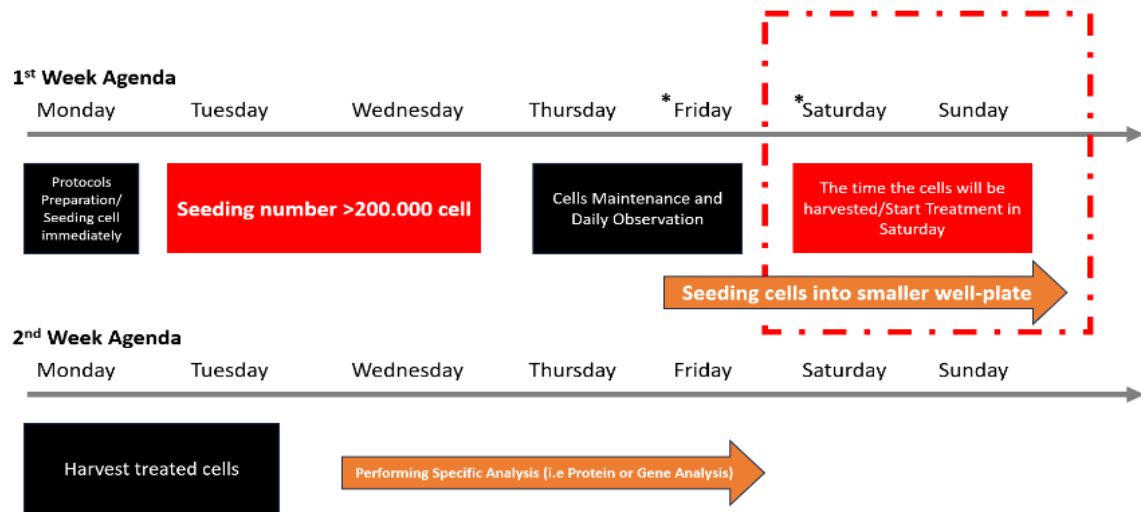 1st Week Agenda
Monday Tuesday Wednesday Thursday *Friday *Saturday Sunday
Protocols
Preparation/
Seeding cell
immediately
Seeding number >200.000 cell
Cells Maintenance and
Daily Observation
The time the cells will be
harvested/Start Treatment in
Saturday
Seeding cells into smaller well-plate
2nd Week Agenda
Monday Tuesday Wednesday Thursday Friday Saturday Sunday
Harvest treated cells
Performing Specific Analysis (i.e Protein or Gene Analysis)